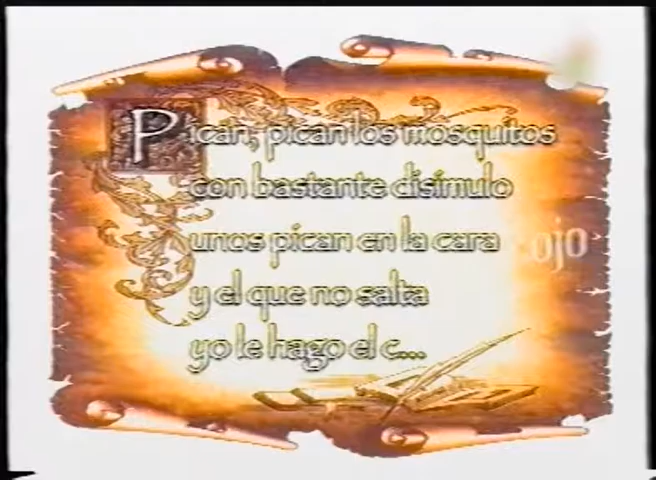 Pican, pican los mosquitos
con bastante disimulo
unos pican en la cara
y el que no salta
yo le hago el c....
ojo